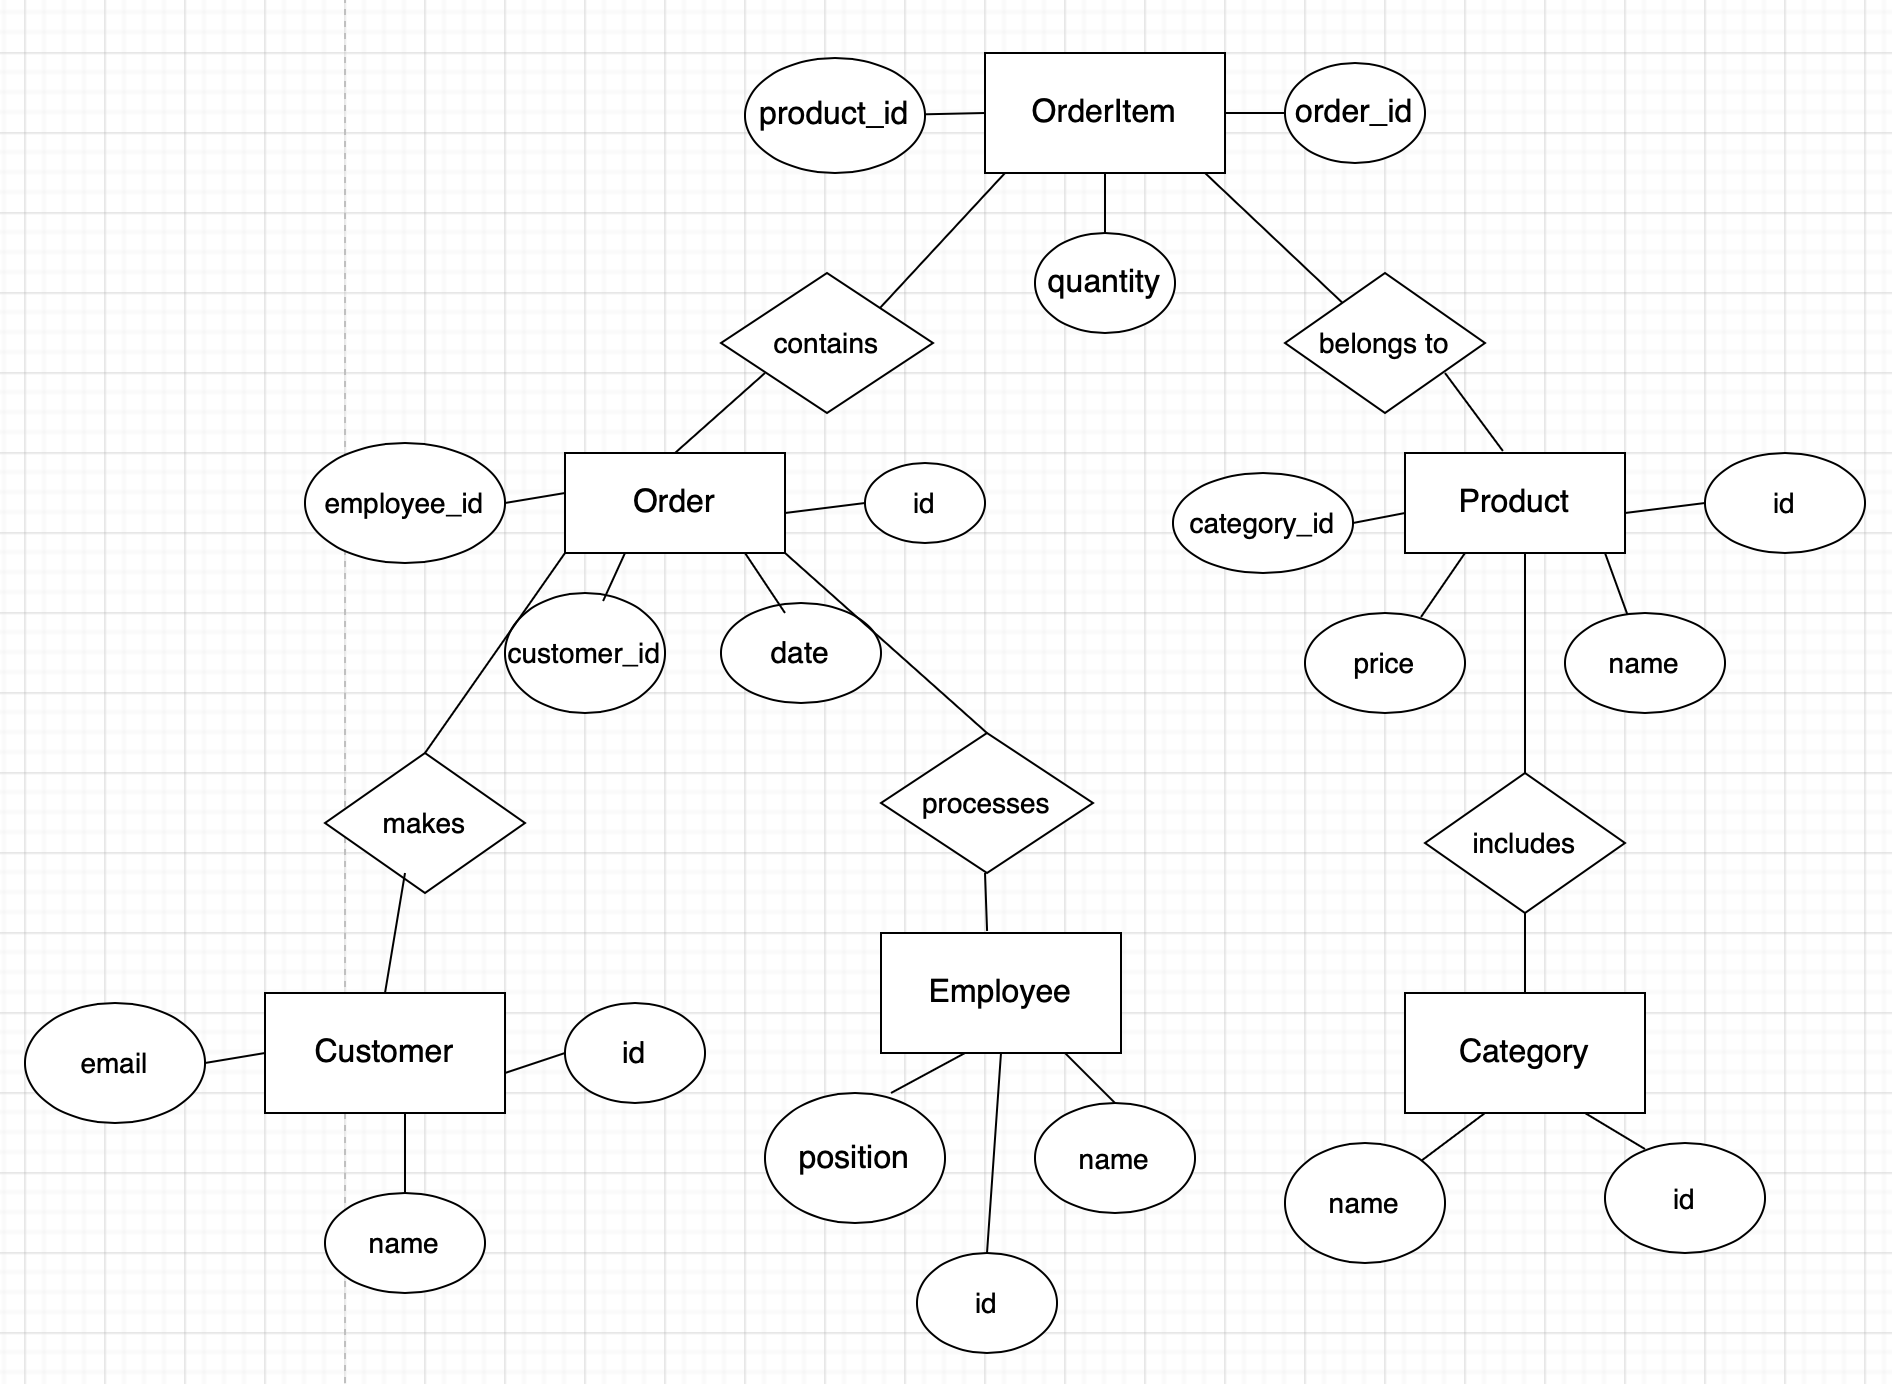 product_id
OrderItem
order_id
quantity
contains
belongs to
employee_id
Order
id
category_id
Product
id
customer_id
date
price
name
makes
processes
includes
Employee
email
Customer
id
Category
position
name
name
id
name
id